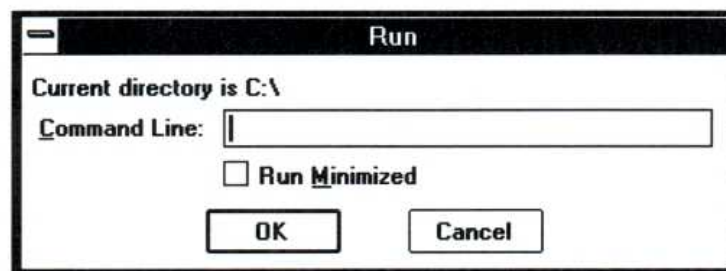 Run
Current directory is C:\
Command Line:
Run Minimized
OK Cancel